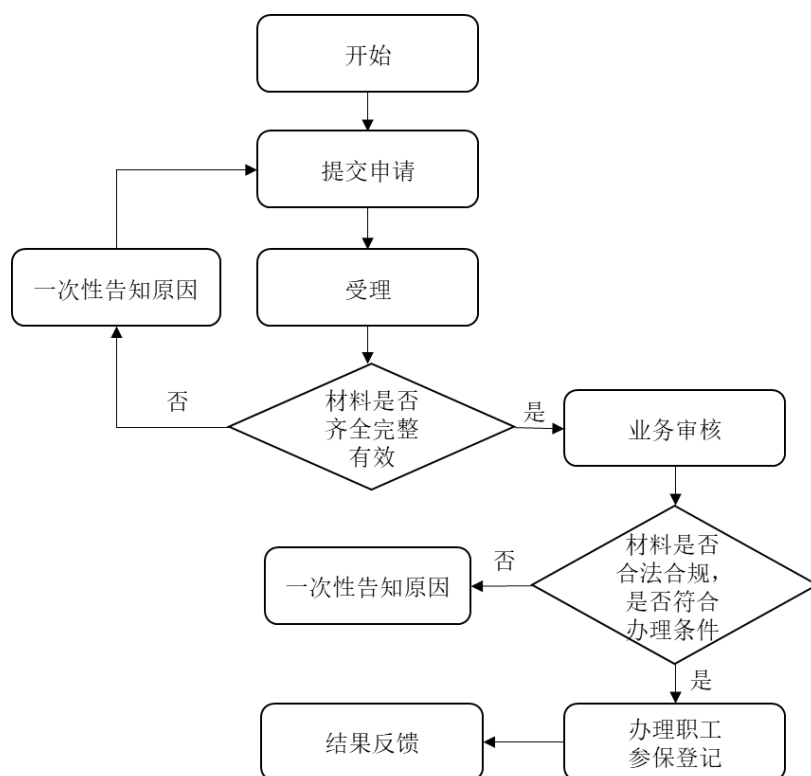 开始
提交申请
一次性告知原因
受理
否
材料是否
齐全完整
有效
是
业务审核
一次性告知原因
否
材料是否
合法合规，
是否符合
办理条件
是
结果反馈
办理职工
参保登记